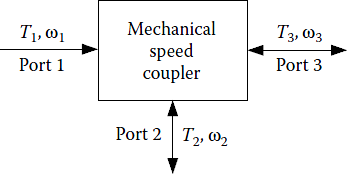 T1, ω1
Port 1
Mechanical
speed
coupler
T3, ω3
Port 3
Port 2
T2, ω2